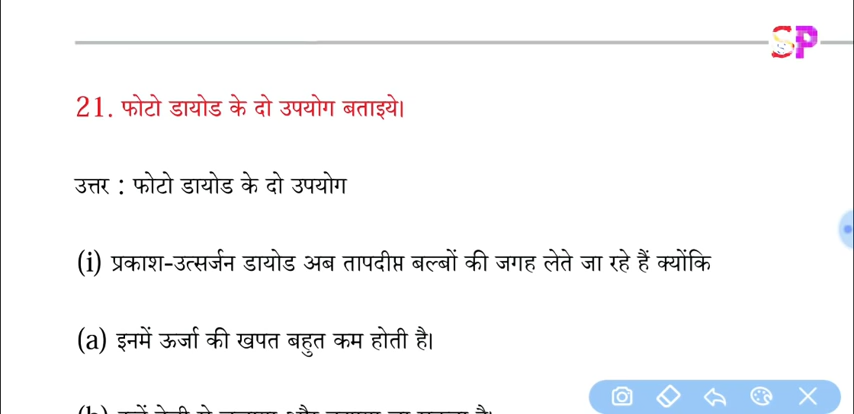 SP
21. फोटो डायोड के दो उपयोग बताइये।
उत्तर : फोटो डायोड के दो उपयोग
(i) प्रकाश-उत्सर्जन डायोड अब तापदीप्त बल्बों की जगह लेते जा रहे हैं क्योंकि
(a) इनमें ऊर्जा की खपत बहुत कम होती है।